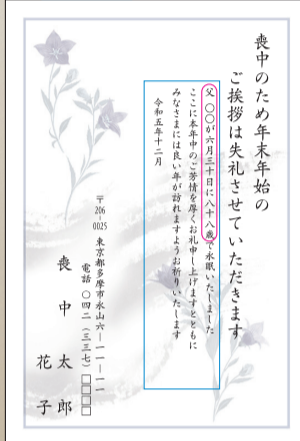 喪中のため年末年始の
ご挨拶は失礼させていただきます
父 〇〇が六月三十日に八十八歳で永眠いたしました
ここに本年中のご芳情を厚くお礼申し上げますとともに
みなさまには良い年が訪れますようお祈りいたします
令和五年十二月
〒206-0025 東京都多摩市永山六ー一一ー一一
電話 〇四二（三三七）□□□□
喪中 太郎
花子